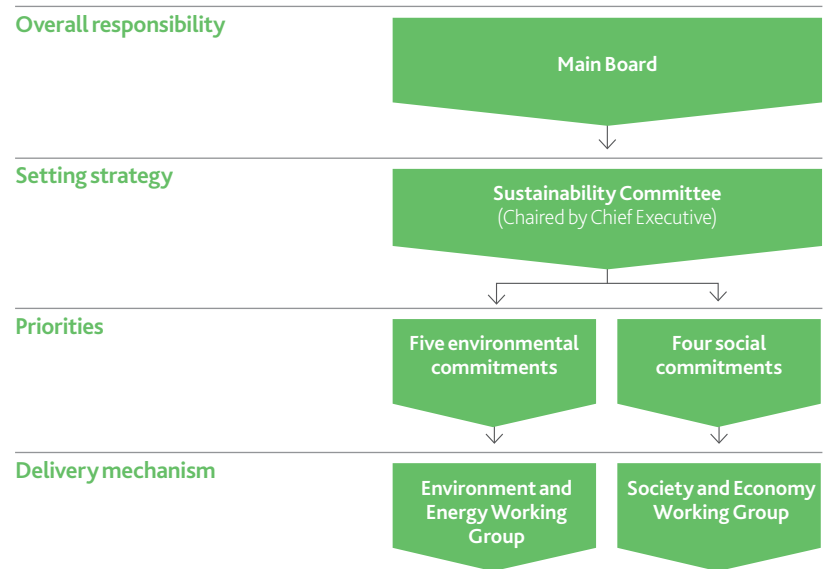 Overall responsibility
Main Board
Setting strategy
Sustainability Committee
(Chaired by Chief Executive)
Priorities
Five environmental
commitments
Four social
commitments
Delivery mechanism
Environment and
Energy Working
Group
Society and Economy
Working Group